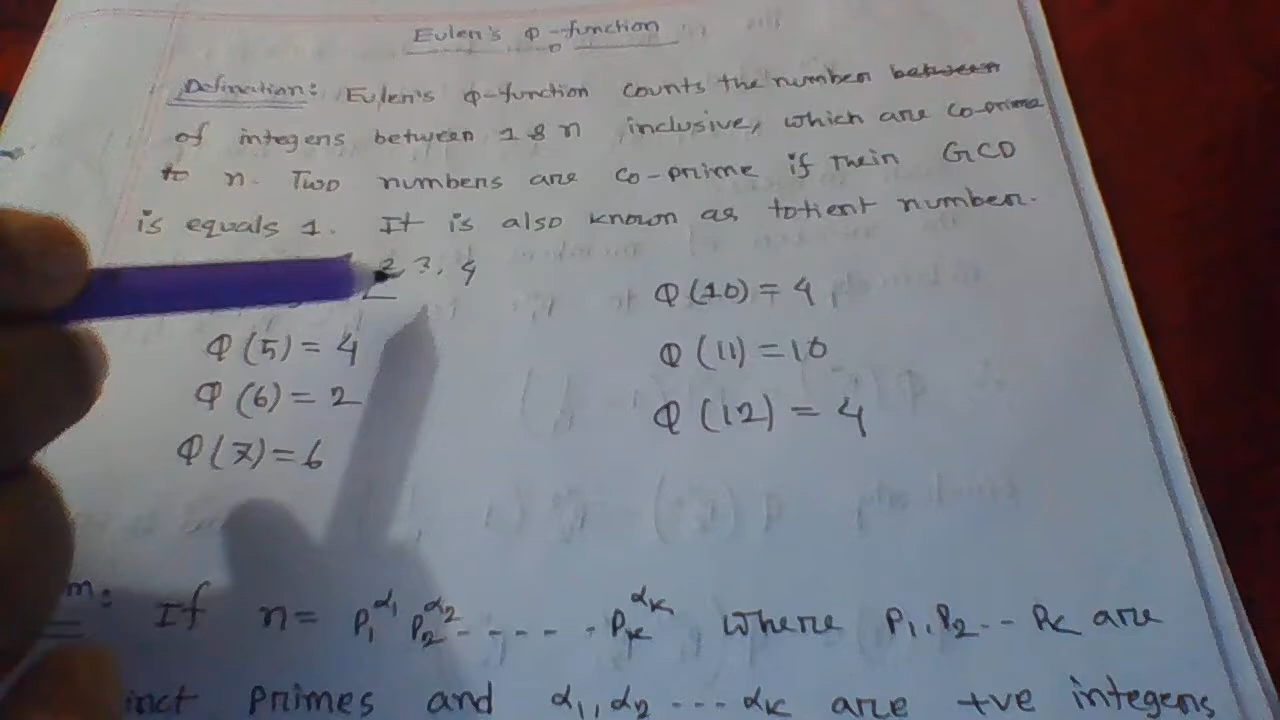 Euler's φ-function
Defination: Euler's φ-function counts the number between
of integers between 1 & n inclusive, which are co-prime
to n. Two numbers are co-prime if their GCD
is equals 1. It is also known as totient number.
2 3, 4
φ(10) = 4
φ(5) = 4
φ(11) = 10
φ(6) = 2
φ(12) = 4
φ(7) = 6
m: If n = p₁^α₁ p₂^α₂ - - - - - pₖ^αₖ, where p₁, p₂ -- pₖ are
inct primes and α₁, α₂ --- αₖ are +ve integers